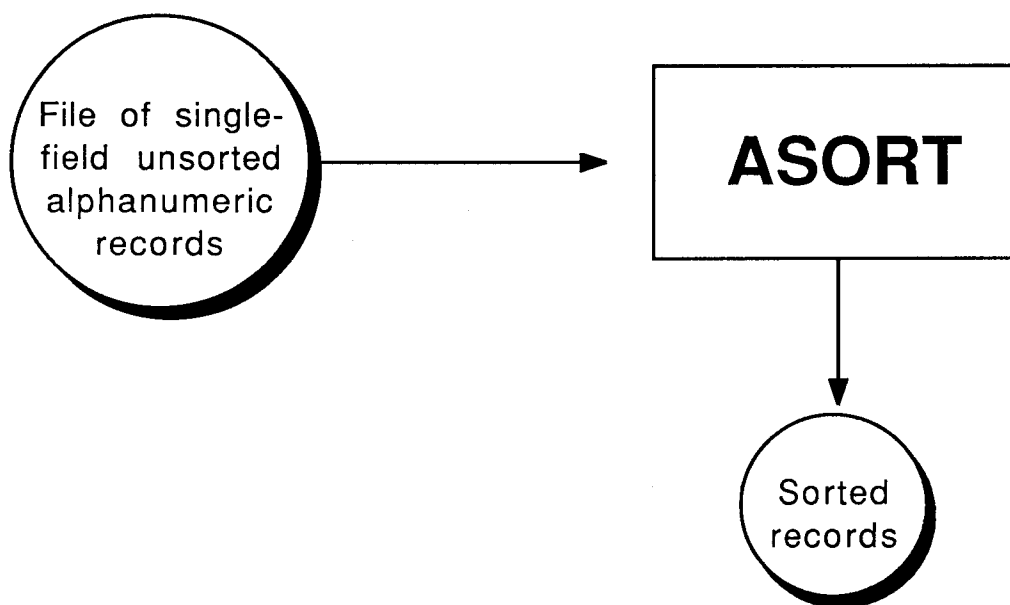 File of single-
field unsorted
alphanumeric
records
ASORT
Sorted
records